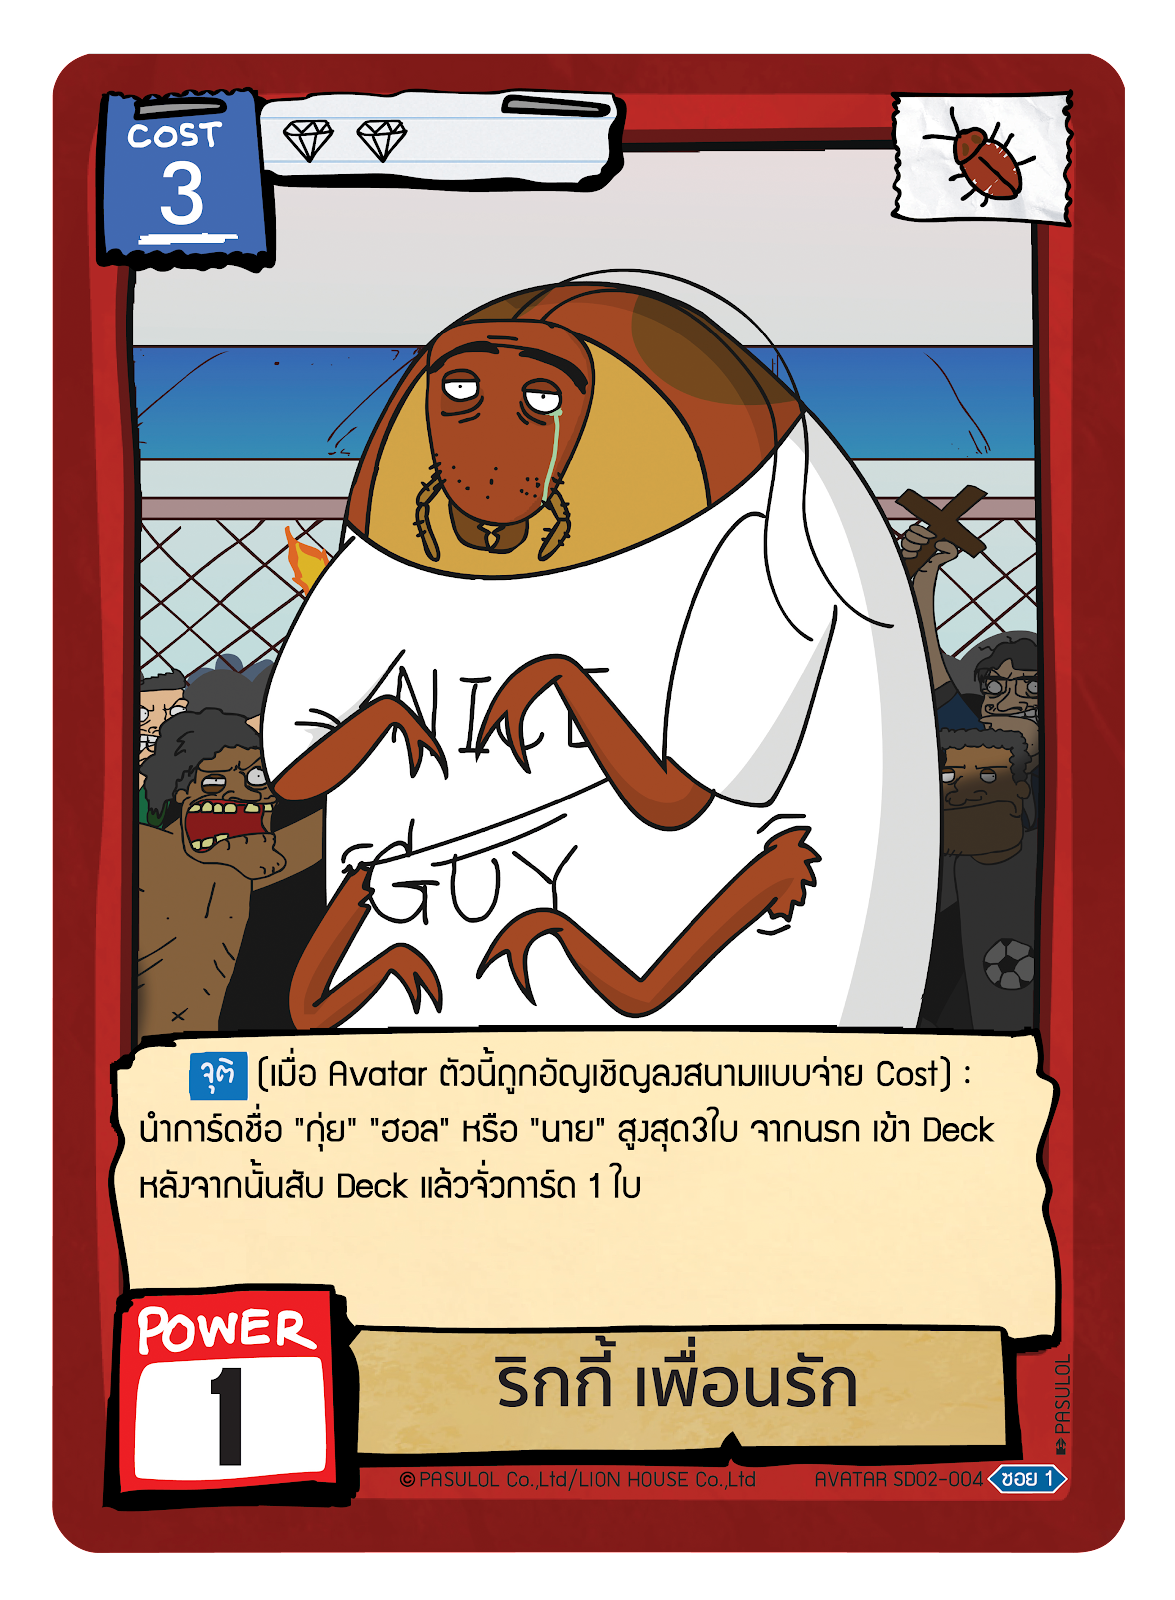 COST
3
NICE
GUY
จุติ (เมื่อ Avatar ตัวนี้ถูกอัญเชิญลงสนามแบบจ่าย Cost) :
นำการ์ดชื่อ "กุ่ย" "ฮอล" หรือ "นาย" สูงสุด3ใบ จากนรก เข้า Deck
หลังจากนั้นสับ Deck แล้วจั่วการ์ด 1 ใบ
POWER
1
ริกกี้ เพื่อนรัก
PASULOL
© PASULOL Co.,Ltd/LION HOUSE Co.,Ltd
AVATAR SD02-004 ซอย 1